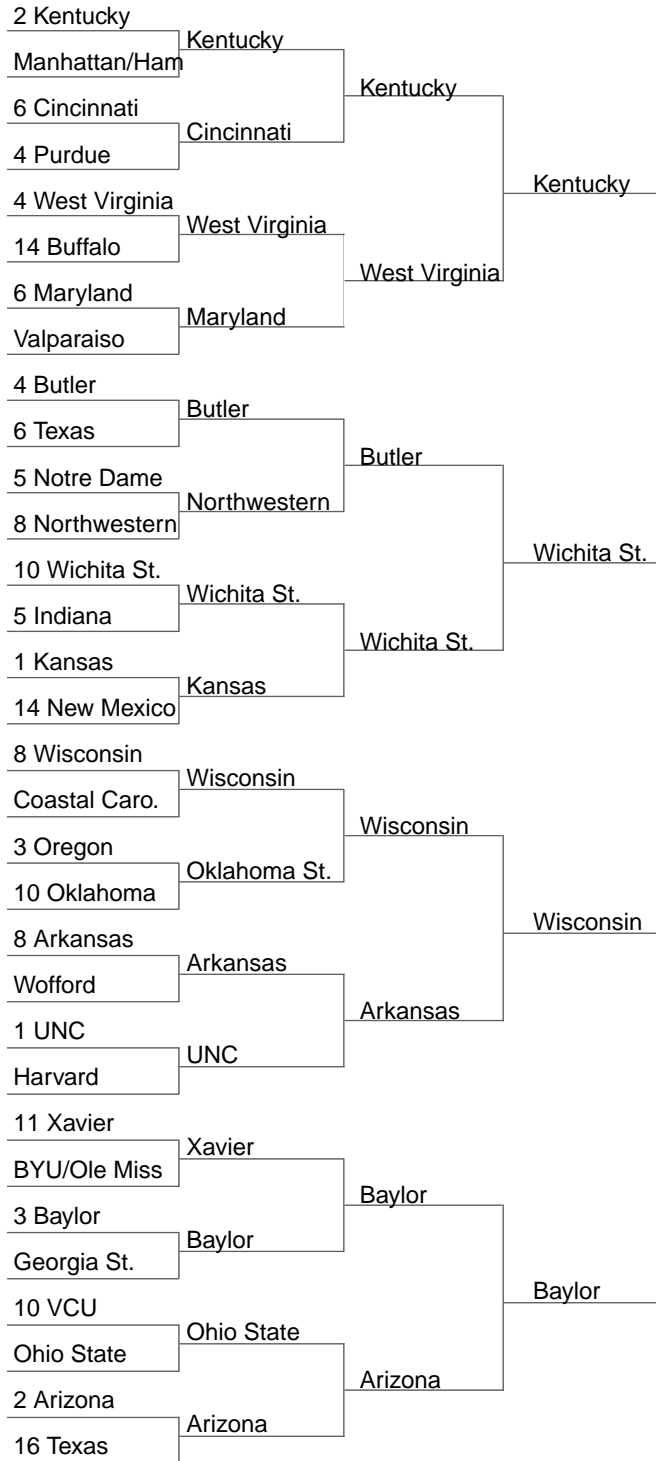 2 Kentucky
Kentucky
Manhattan/Ham
Kentucky
6 Cincinnati
Cincinnati
4 Purdue
Kentucky
4 West Virginia
West Virginia
14 Buffalo
West Virginia
6 Maryland
Maryland
Valparaiso
4 Butler
Butler
6 Texas
Butler
5 Notre Dame
Northwestern
8 Northwestern
Wichita St.
10 Wichita St.
Wichita St.
5 Indiana
Wichita St.
1 Kansas
Kansas
14 New Mexico
8 Wisconsin
Wisconsin
Coastal Caro.
Wisconsin
3 Oregon
Oklahoma St.
10 Oklahoma
Wisconsin
8 Arkansas
Arkansas
Wofford
Arkansas
1 UNC
UNC
Harvard
11 Xavier
Xavier
BYU/Ole Miss
Baylor
3 Baylor
Baylor
Georgia St.
Baylor
10 VCU
Ohio State
Ohio State
Arizona
2 Arizona
Arizona
16 Texas